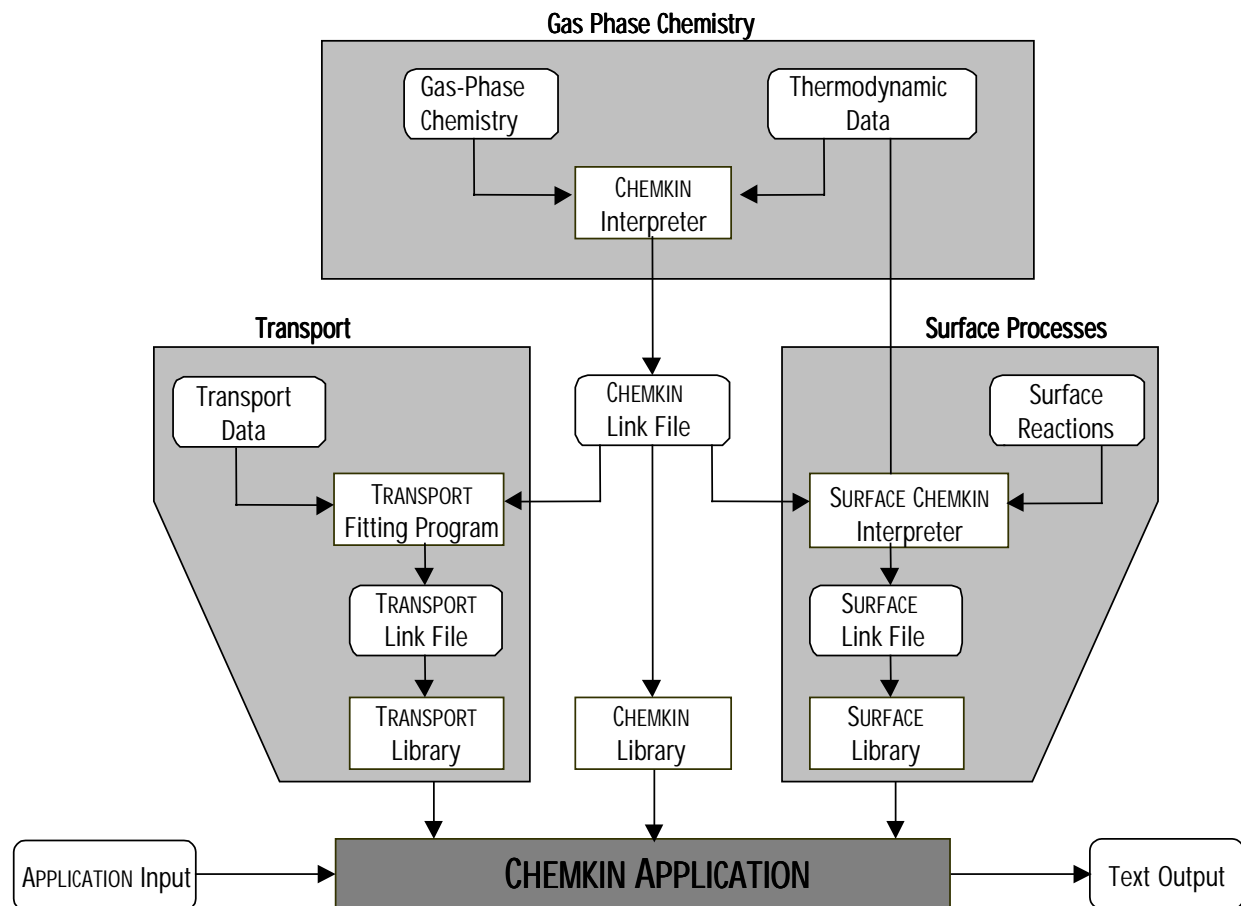 Gas Phase Chemistry
Gas-Phase
Chemistry
Thermodynamic
Data
CHEMKIN
Interpreter
Transport
Surface Processes
Transport
Data
CHEMKIN
Link File
Surface
Reactions
TRANSPORT
Fitting Program
SURFACE CHEMKIN
Interpreter
TRANSPORT
Link File
SURFACE
Link File
TRANSPORT
Library
CHEMKIN
Library
SURFACE
Library
APPLICATION Input
CHEMKIN APPLICATION
Text Output